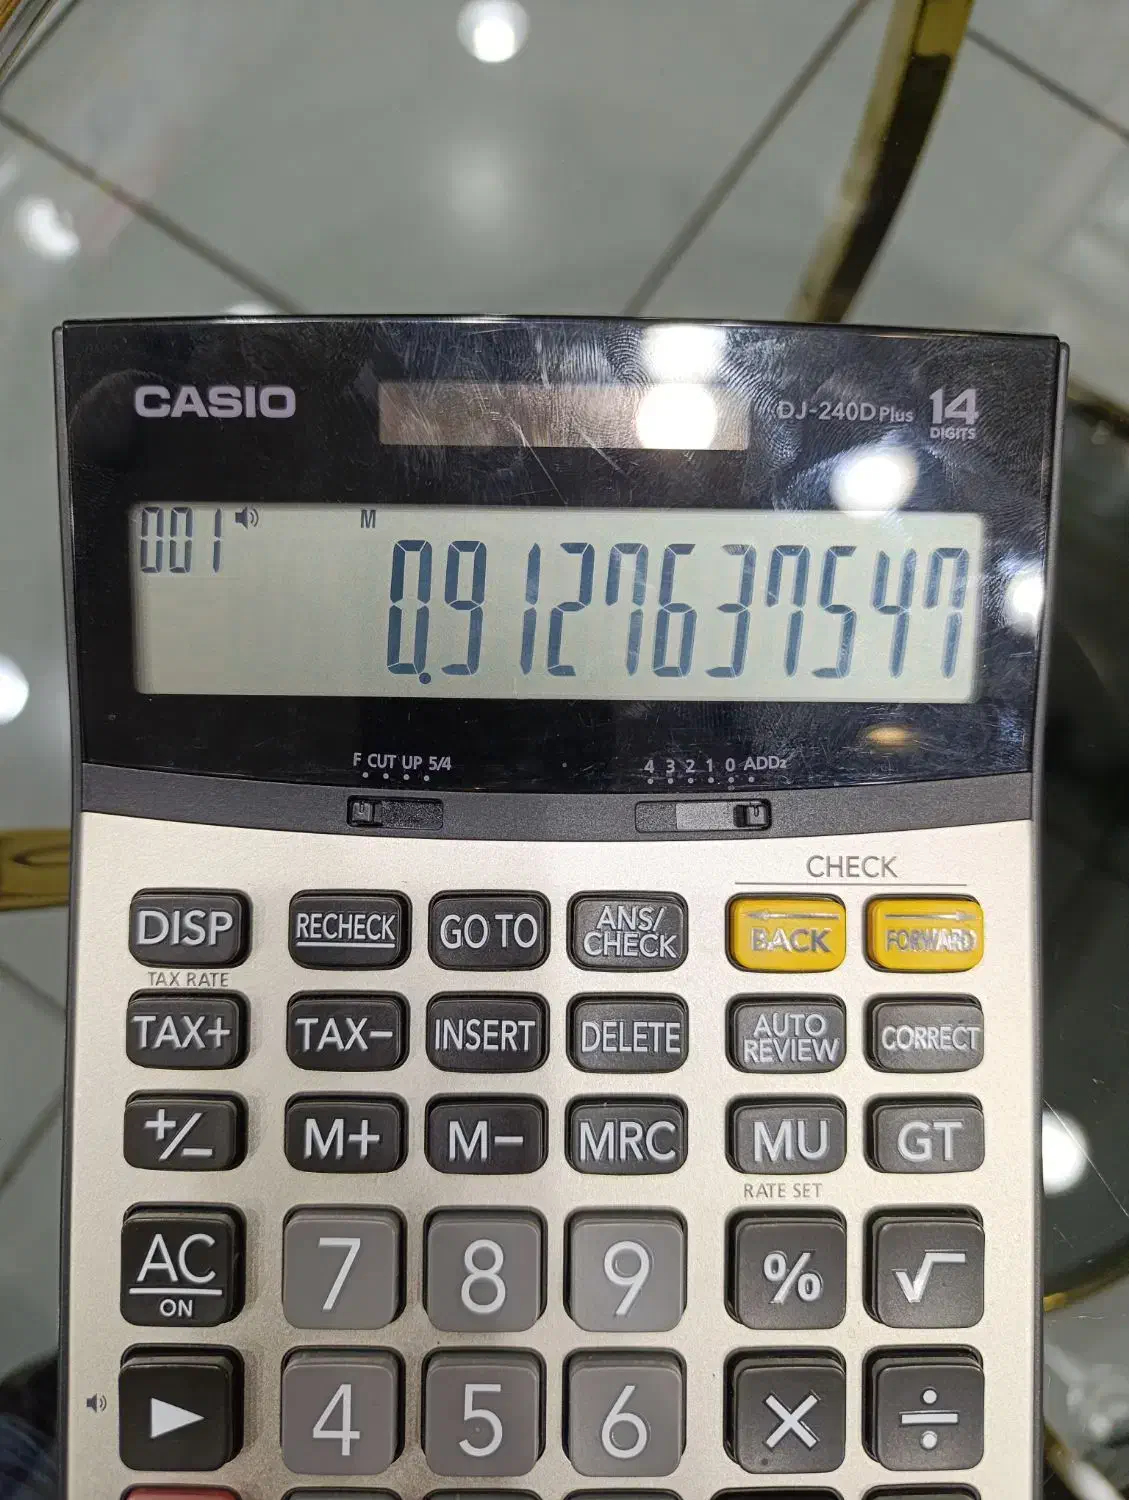 CASIO
DJ-240D Plus 14 DIGITS
001 M
0.9127637547
F CUT UP 5/4
4 3 2 1 0 ADD₂
CHECK
DISP RECHECK GO TO ANS/CHECK BACK FORWARD
TAX RATE
TAX+ TAX− INSERT DELETE AUTO REVIEW CORRECT
+/− M+ M− MRC MU GT
RATE SET
AC ON 7 8 9 % √
▶ 4 5 6 × ÷